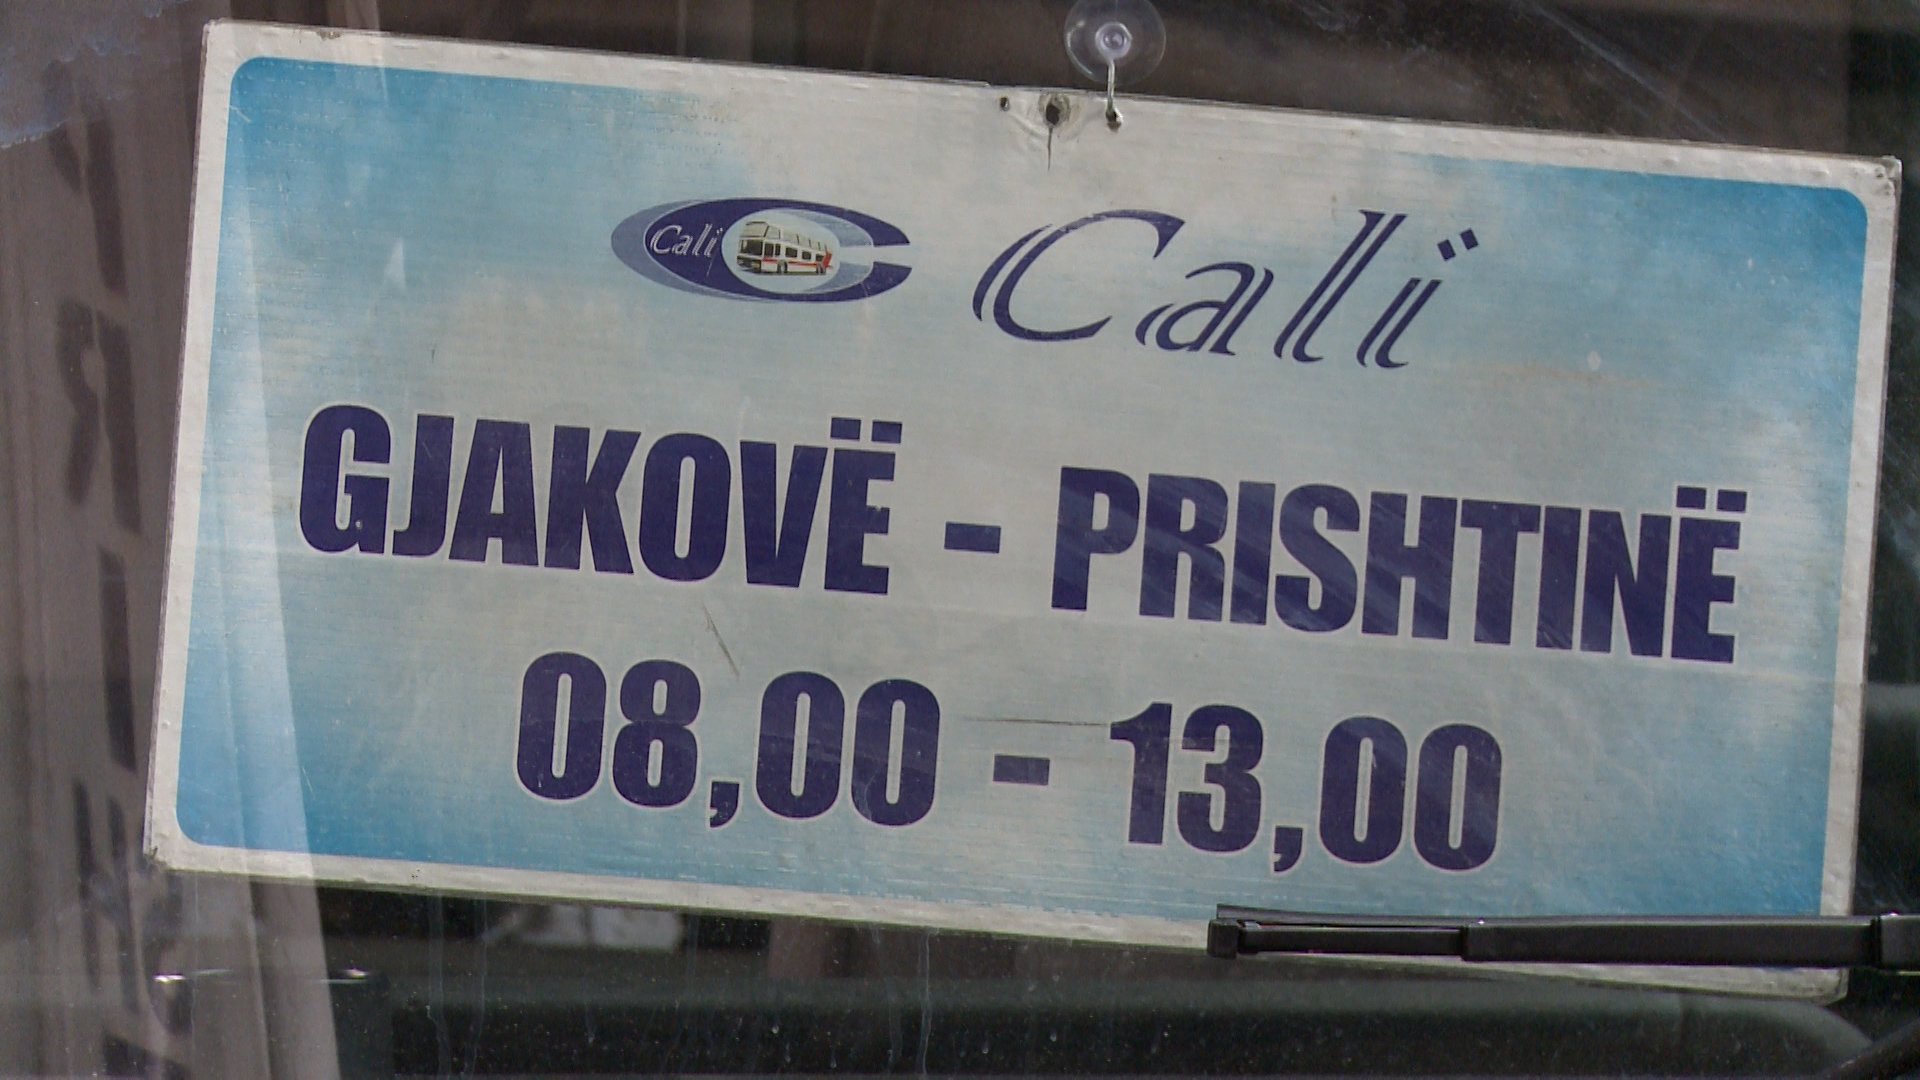 Cali Cali
GJAKOVË - PRISHTINË
08,00 - 13,00